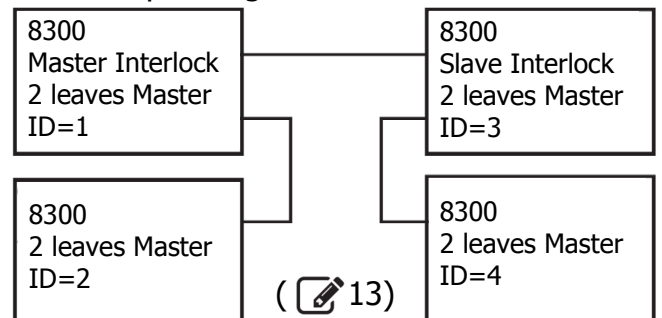 8300
Master Interlock
2 leaves Master
ID=1
8300
Slave Interlock
2 leaves Master
ID=3
8300
2 leaves Master
ID=2
8300
2 leaves Master
ID=4
( 13)